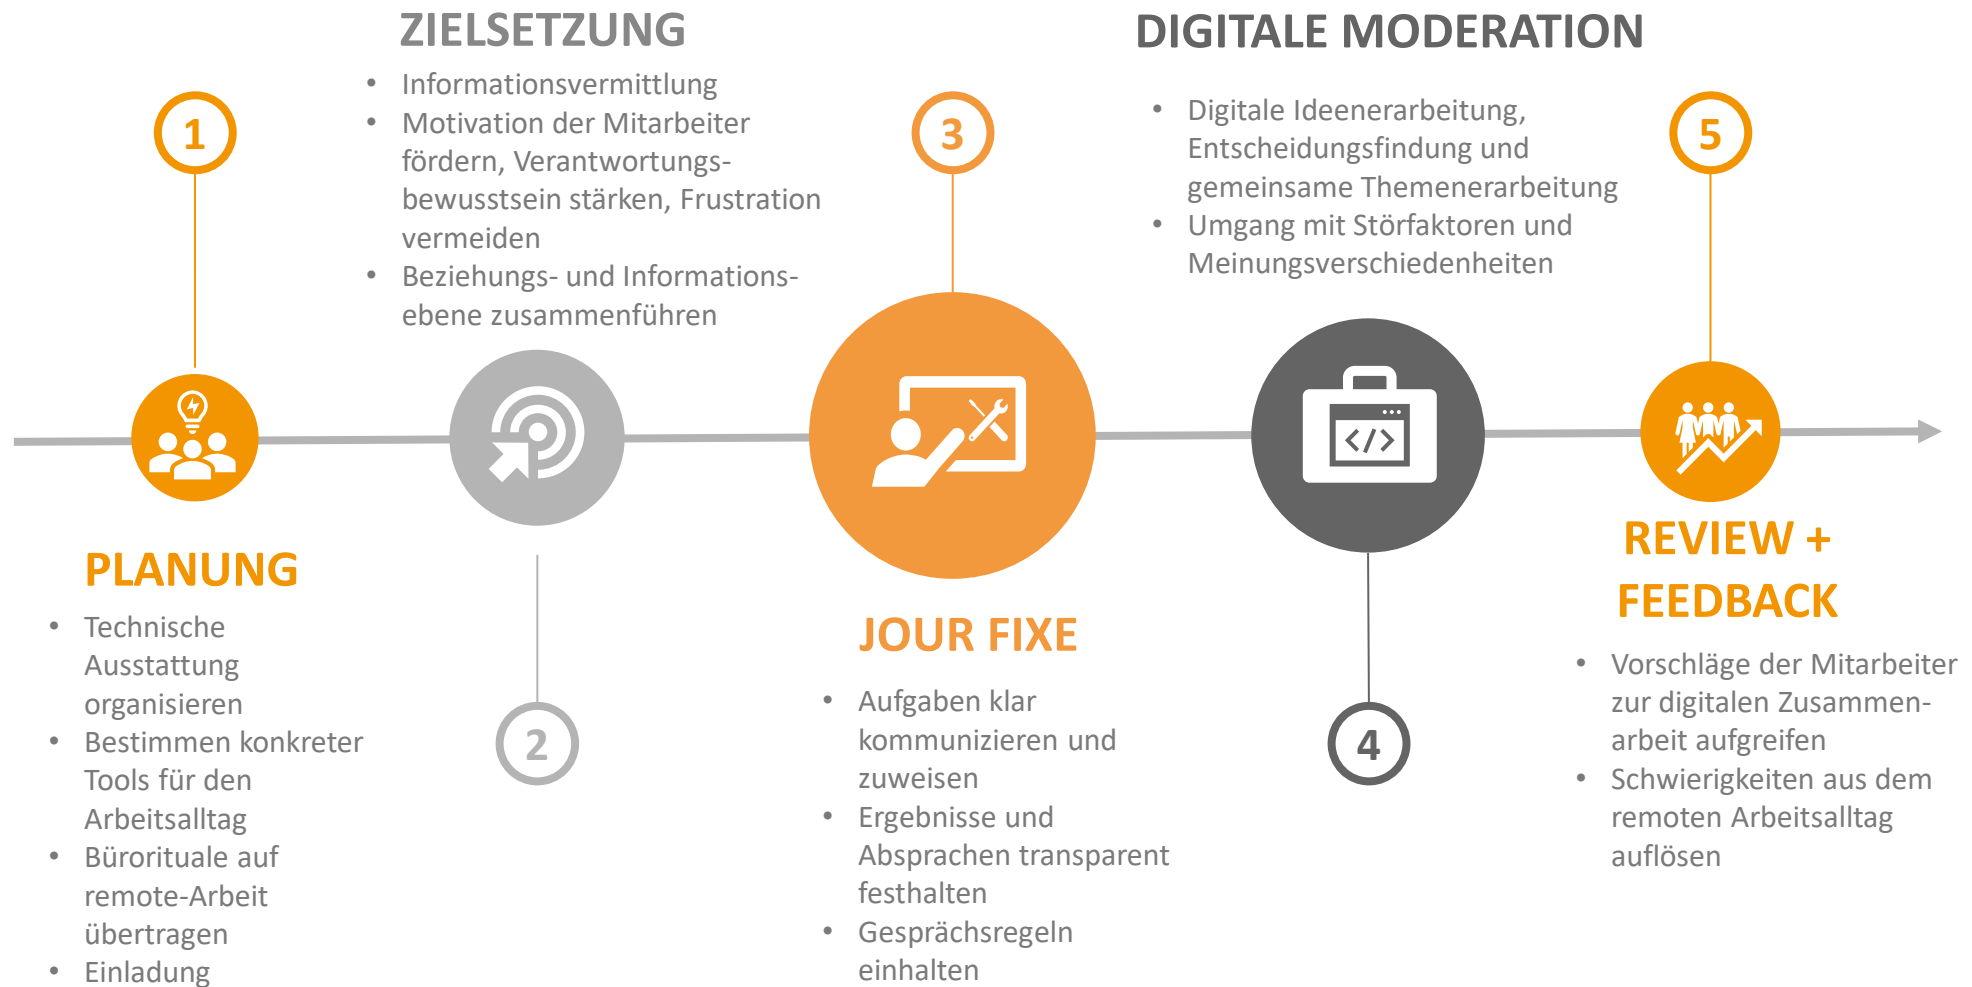 1
PLANUNG
• Technische
Ausstattung
organisieren
• Bestimmen konkreter
Tools für den
Arbeitsalltag
• Bürorituale auf
remote-Arbeit
übertragen
• Einladung
ZIELSETZUNG
• Informationsvermittlung
• Motivation der Mitarbeiter
fördern, Verantwortungs-
bewusstsein stärken, Frustration
vermeiden
• Beziehungs- und Informations-
ebene zusammenführen
2
3
JOUR FIXE
• Aufgaben klar
kommunizieren und
zuweisen
• Ergebnisse und
Absprachen transparent
festhalten
• Gesprächsregeln
einhalten
DIGITALE MODERATION
• Digitale Ideenerarbeitung,
Entscheidungsfindung und
gemeinsame Themenerarbeitung
• Umgang mit Störfaktoren und
Meinungsverschiedenheiten
</>
4
5
REVIEW +
FEEDBACK
• Vorschläge der Mitarbeiter
zur digitalen Zusammen-
arbeit aufgreifen
• Schwierigkeiten aus dem
remoten Arbeitsalltag
auflösen